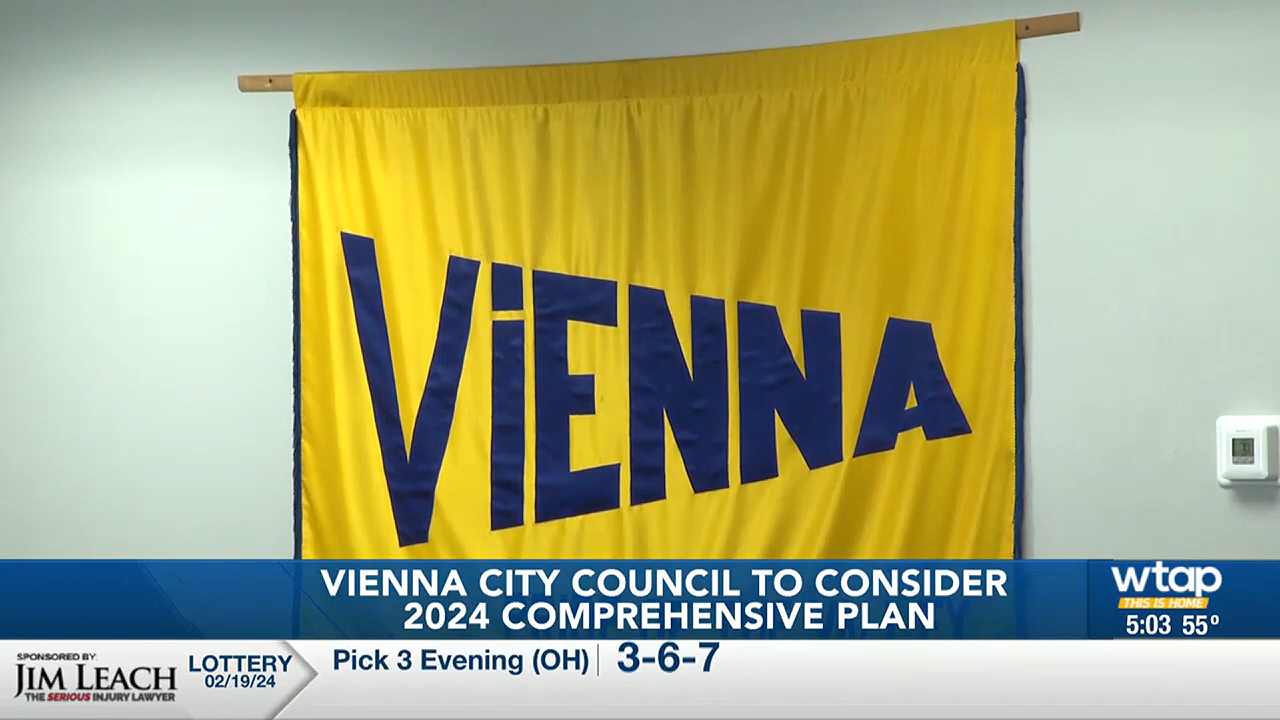 ViENNA
VIENNA CITY COUNCIL TO CONSIDER
2024 COMPREHENSIVE PLAN
wtap
THIS IS HOME
5:03 55°
SPONSORED BY:
JIM LEACH
THE SERIOUS INJURY LAWYER
LOTTERY
02/19/24
Pick 3 Evening (OH) 3-6-7